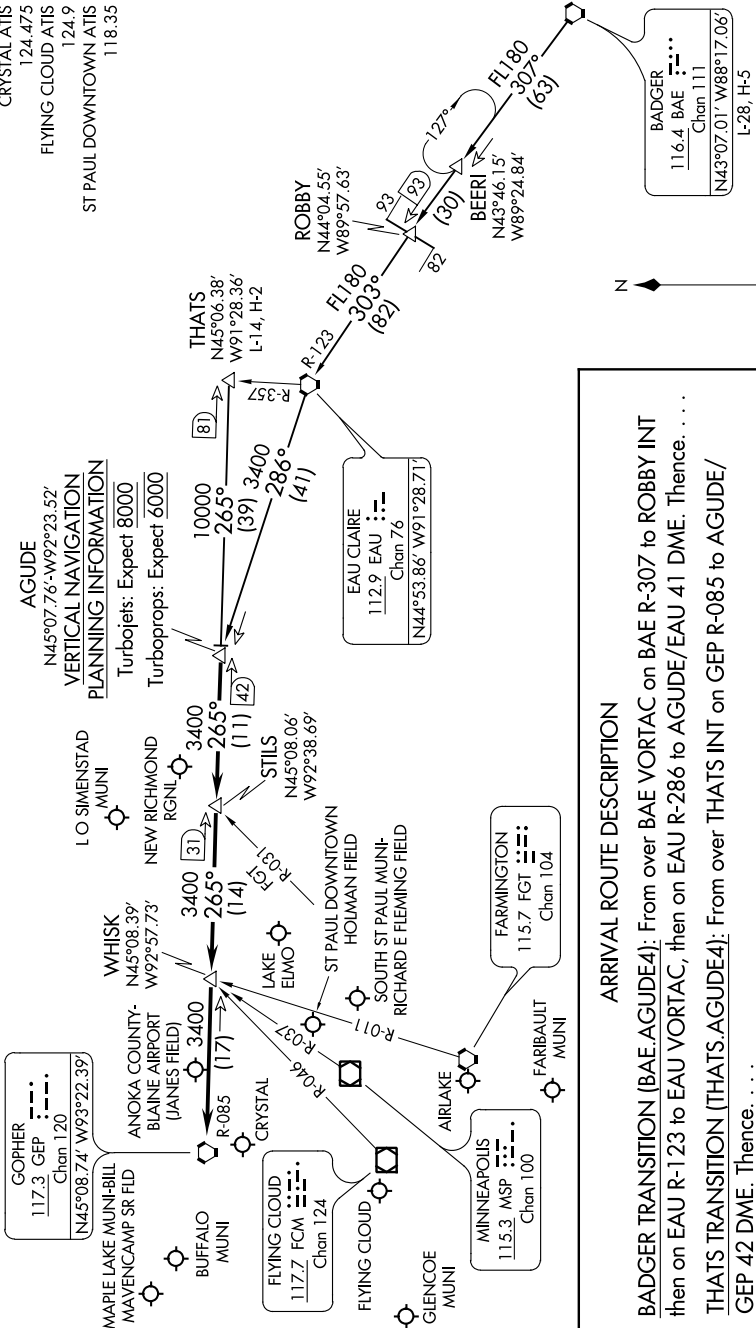 CRYSTAL ATIS
124.475
FLYING CLOUD ATIS
124.9
ST PAUL DOWNTOWN ATIS
118.35
GOPHER
117.3 GEP
Chan 120
N45°08.74' W93°22.39'
MAPLE LAKE MUNI-BILL
MAVENCAMP SR FLD
BUFFALO
MUNI
ANOKA COUNTY-
BLAINE AIRPORT
(JANES FIELD)
R-085
CRYSTAL
3400
(17)
WHISK
N45°08.39'
W92°57.73'
3400
265°
(14)
31
LO SIMENSTAD
MUNI
NEW RICHMOND
RGNL
STILS
N45°08.06'
W92°38.69'
3400
265°
(11)
42
AGUDE
N45°07.76'-W92°23.52'
VERTICAL NAVIGATION
PLANNING INFORMATION
Turbojets: Expect 8000
Turboprops: Expect 6000
10000
265°
(39)
81
3400
286°
(41)
THATS
N45°06.38'
W91°28.36'
L-14, H-2
R-357
R-123
EAU CLAIRE
112.9 EAU
Chan 76
N44°53.86' W91°28.71'
FL180
303°
(82)
ROBBY
N44°04.55'
W89°57.63'
93
93
82
(30)
127°
BEERI
N43°46.15'
W89°24.84'
FL180
307°
(63)
BADGER
116.4 BAE
Chan 111
N43°07.01' W88°17.06'
L-28, H-5
N
FGT
R-031
LAKE
ELMO
ST PAUL DOWNTOWN
HOLMAN FIELD
SOUTH ST PAUL MUNI-
RICHARD E FLEMING FIELD
R-046
R-037
R-011
FLYING CLOUD
117.7 FCM
Chan 124
FLYING CLOUD
GLENCOE
MUNI
MINNEAPOLIS
115.3 MSP
Chan 100
AIRLAKE
FARMINGTON
115.7 FGT
Chan 104
FARIBAULT
MUNI
ARRIVAL ROUTE DESCRIPTION
BADGER TRANSITION (BAE.AGUDE4): From over BAE VORTAC on BAE R-307 to ROBBY INT
then on EAU R-123 to EAU VORTAC, then on EAU R-286 to AGUDE/EAU 41 DME. Thence. . . .
THATS TRANSITION (THATS.AGUDE4): From over THATS INT on GEP R-085 to AGUDE/
GEP 42 DME. Thence. . . .